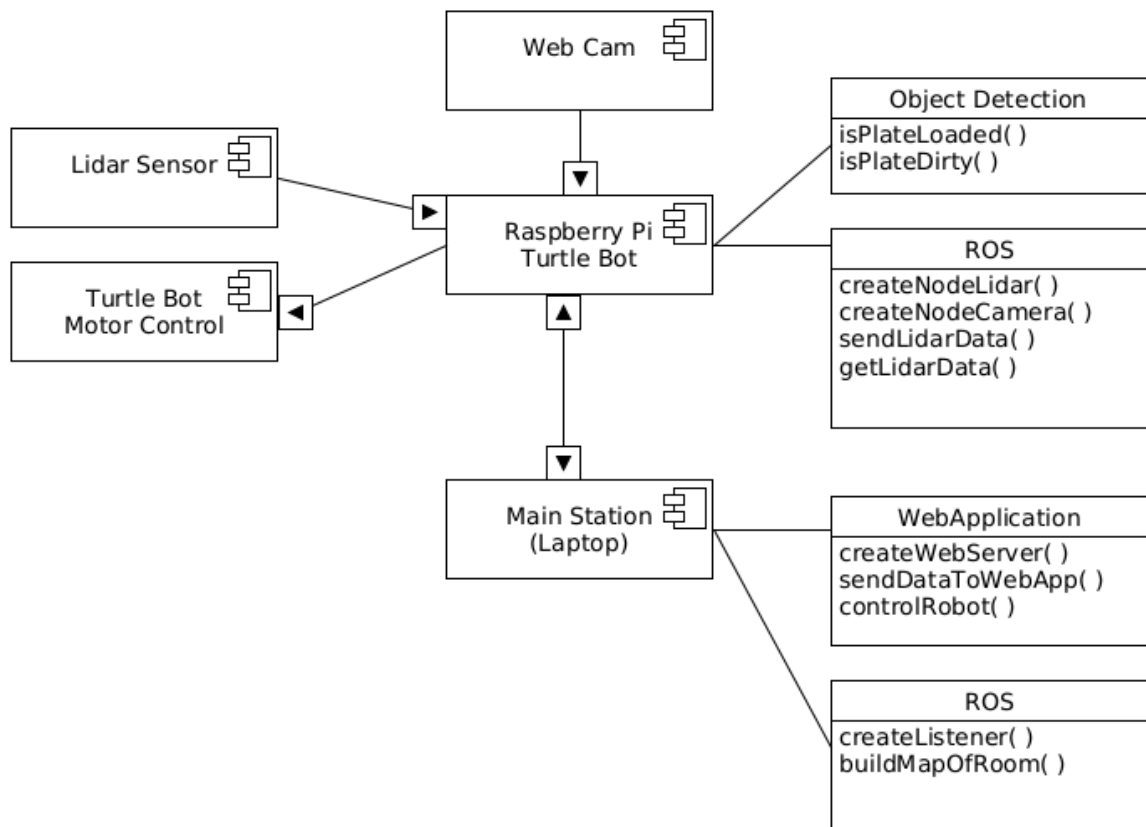 Web Cam
Lidar Sensor
Turtle Bot
Motor Control
Raspberry Pi
Turtle Bot
Object Detection
isPlateLoaded( )
isPlateDirty( )
ROS
createNodeLidar( )
createNodeCamera( )
sendLidarData( )
getLidarData( )
Main Station
(Laptop)
WebApplication
createWebServer( )
sendDataToWebApp( )
controlRobot( )
ROS
createListener( )
buildMapOfRoom( )